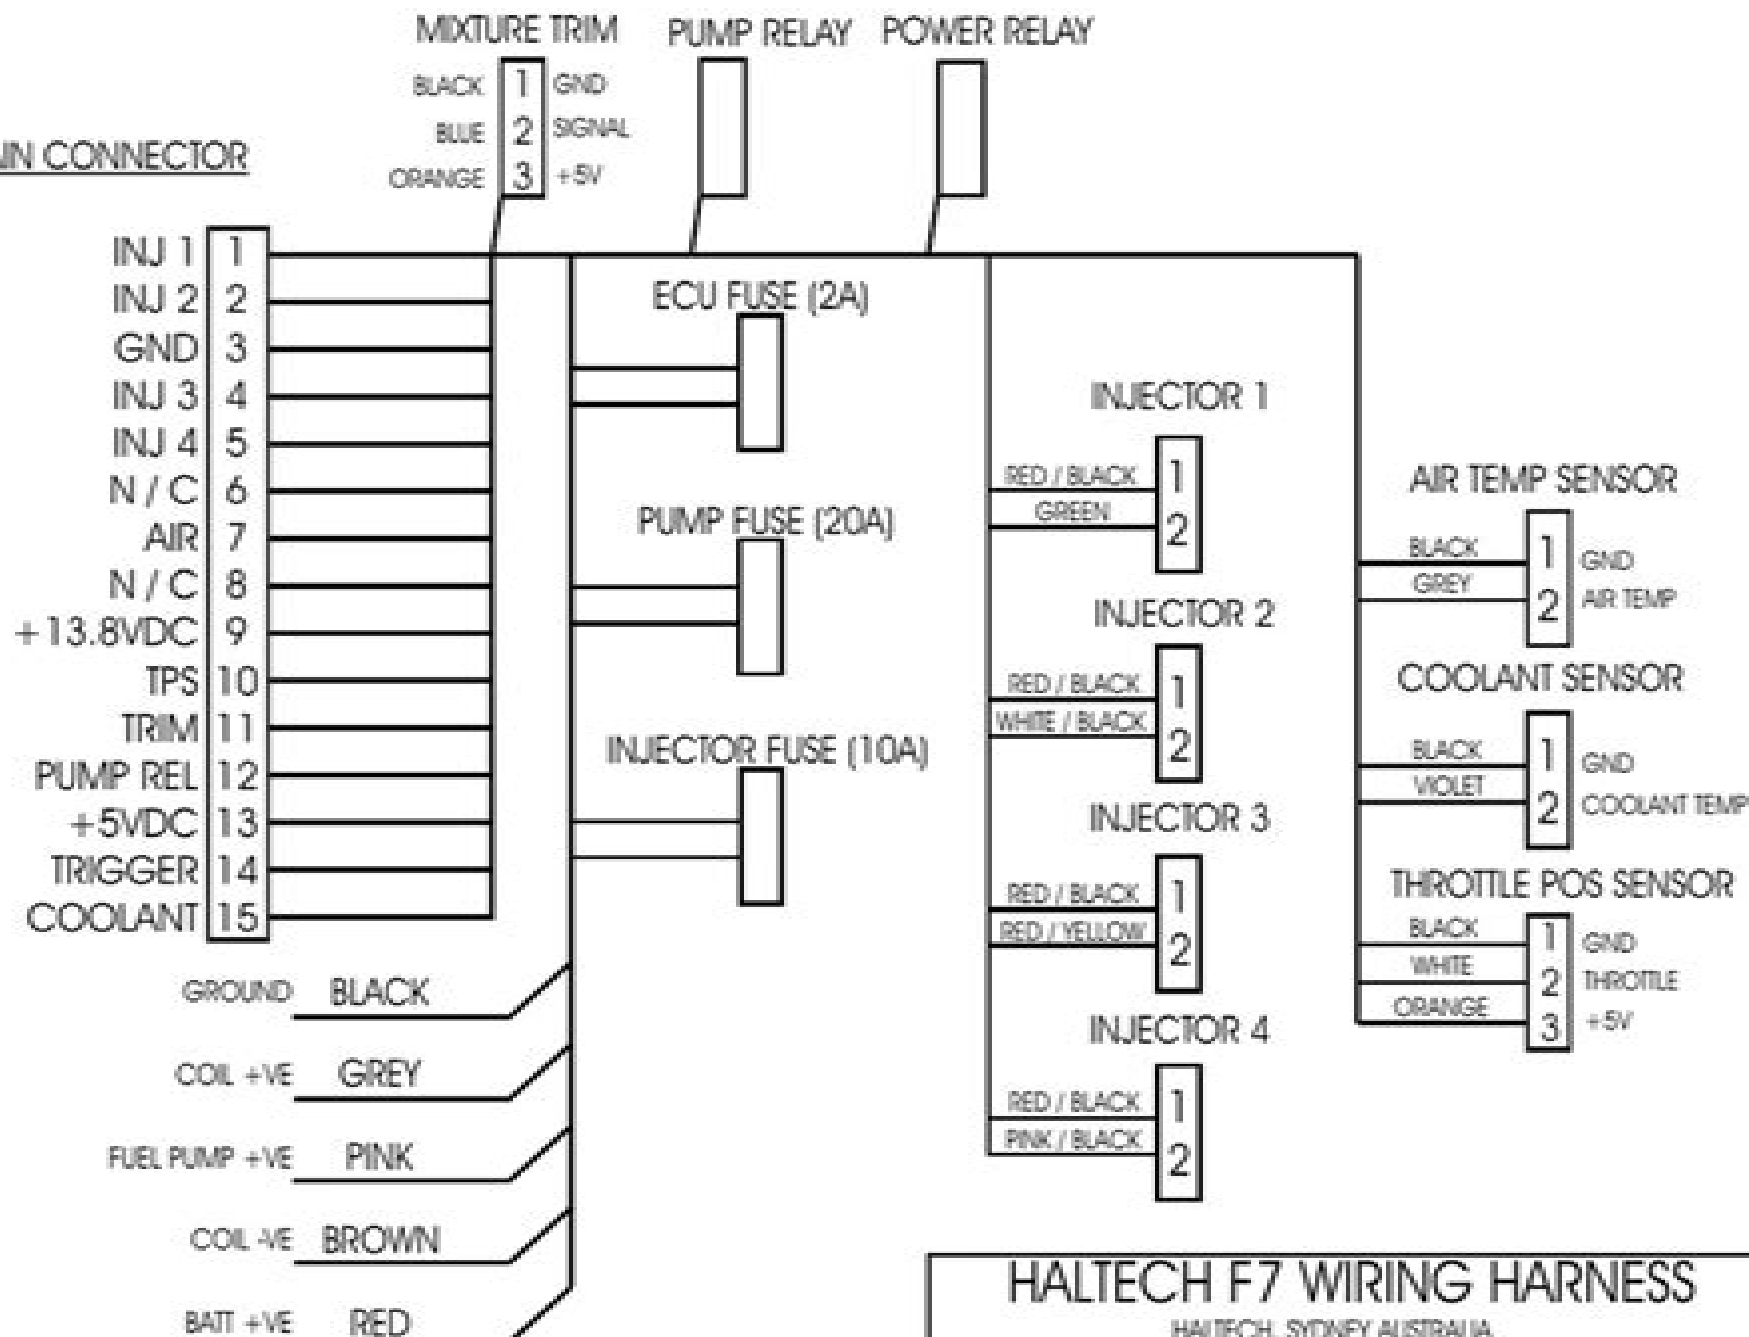 MIXTURE TRIM
BLACK 1 GND
BLUE 2 SIGNAL
ORANGE 3 +5V
PUMP RELAY
POWER RELAY
CONNECTOR
INJ 1 1
INJ 2 2
GND 3
INJ 3 4
INJ 4 5
N / C 6
AIR 7
N / C 8
+13.8VDC 9
TPS 10
TRIM 11
PUMP REL 12
+5VDC 13
TRIGGER 14
COOLANT 15
GROUND BLACK
COIL +VE GREY
FUEL PUMP +VE PINK
COIL -VE BROWN
BATT +VE RED
ECU FUSE (2A)
PUMP FUSE (20A)
INJECTOR FUSE (10A)
INJECTOR 1
RED / BLACK 1
GREEN 2
INJECTOR 2
RED / BLACK 1
WHITE / BLACK 2
INJECTOR 3
RED / BLACK 1
RED / YELLOW 2
INJECTOR 4
RED / BLACK 1
PINK / BLACK 2
AIR TEMP SENSOR
BLACK 1 GND
GREY 2 AIR TEMP
COOLANT SENSOR
BLACK 1 GND
VIOLET 2 COOLANT TEMP
THROTTLE POS SENSOR
BLACK 1 GND
WHITE 2 THROTTLE
ORANGE 3 +5V
HALTECH F7 WIRING HARNESS
HALTECH, SYDNEY AUSTRALIA